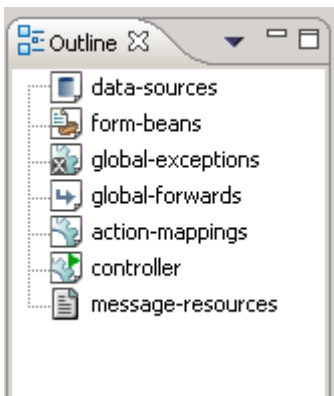 Outline
data-sources
form-beans
global-exceptions
global-forwards
action-mappings
controller
message-resources